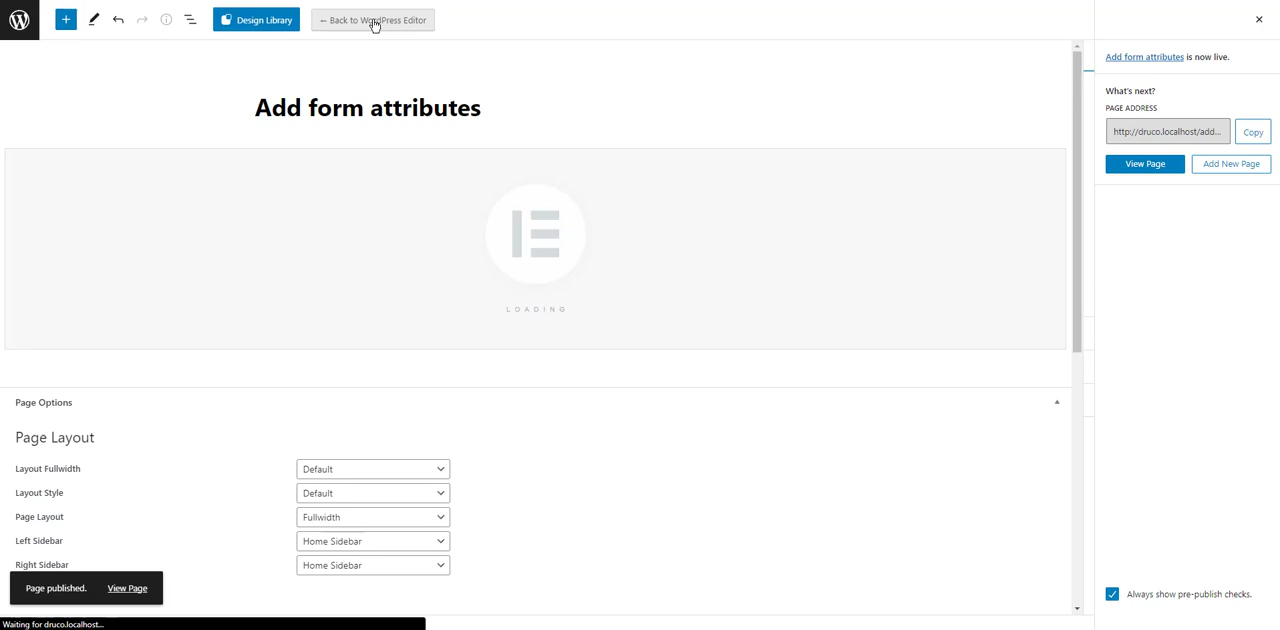 Design Library
← Back to WordPress Editor
Add form attributes is now live.
What's next?
PAGE ADDRESS
http://druco.localhost/add...
Copy
View Page
Add New Page
Add form attributes
LOADING
Page Options
Page Layout
Layout Fullwidth
Default
Layout Style
Default
Page Layout
Fullwidth
Left Sidebar
Home Sidebar
Right Sidebar
Home Sidebar
Page published.
View Page
Always show pre-publish checks.
Waiting for druco.localhost...